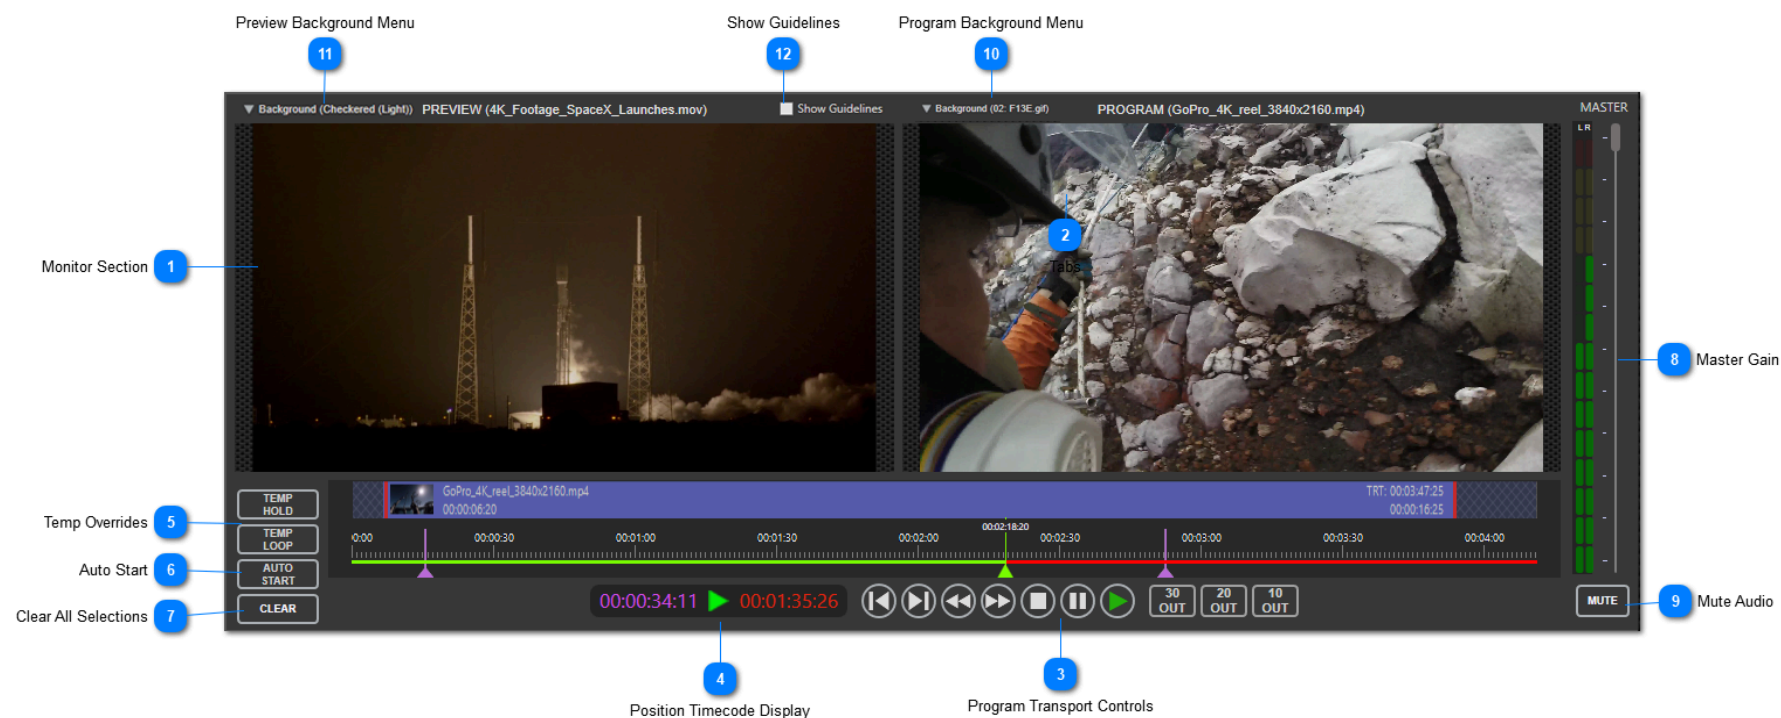 Preview Background Menu
Show Guidelines
Program Background Menu
11
12
10
Background (Checkered (Light))
PREVIEW (4K_Footage_SpaceX_Launches.mov)
Show Guidelines
Background (02: F13E.gif)
PROGRAM (GoPro_4K_reel_3840x2160.mp4)
MASTER
L R
2
Tabs
Monitor Section
1
8
Master Gain
TEMP
HOLD
GoPro_4K_reel_3840x2160.mp4
TRT: 00:03:47:25
00:00:06:20
00:00:16:25
Temp Overrides
5
TEMP
LOOP
00:02:18:20
0:00
00:00:30
00:01:00
00:01:30
00:02:00
00:02:30
00:03:00
00:03:30
00:04:00
Auto Start
6
AUTO
START
Clear All Selections
7
CLEAR
00:00:34:11
00:01:35:26
30
OUT
20
OUT
10
OUT
MUTE
9
Mute Audio
4
Position Timecode Display
3
Program Transport Controls